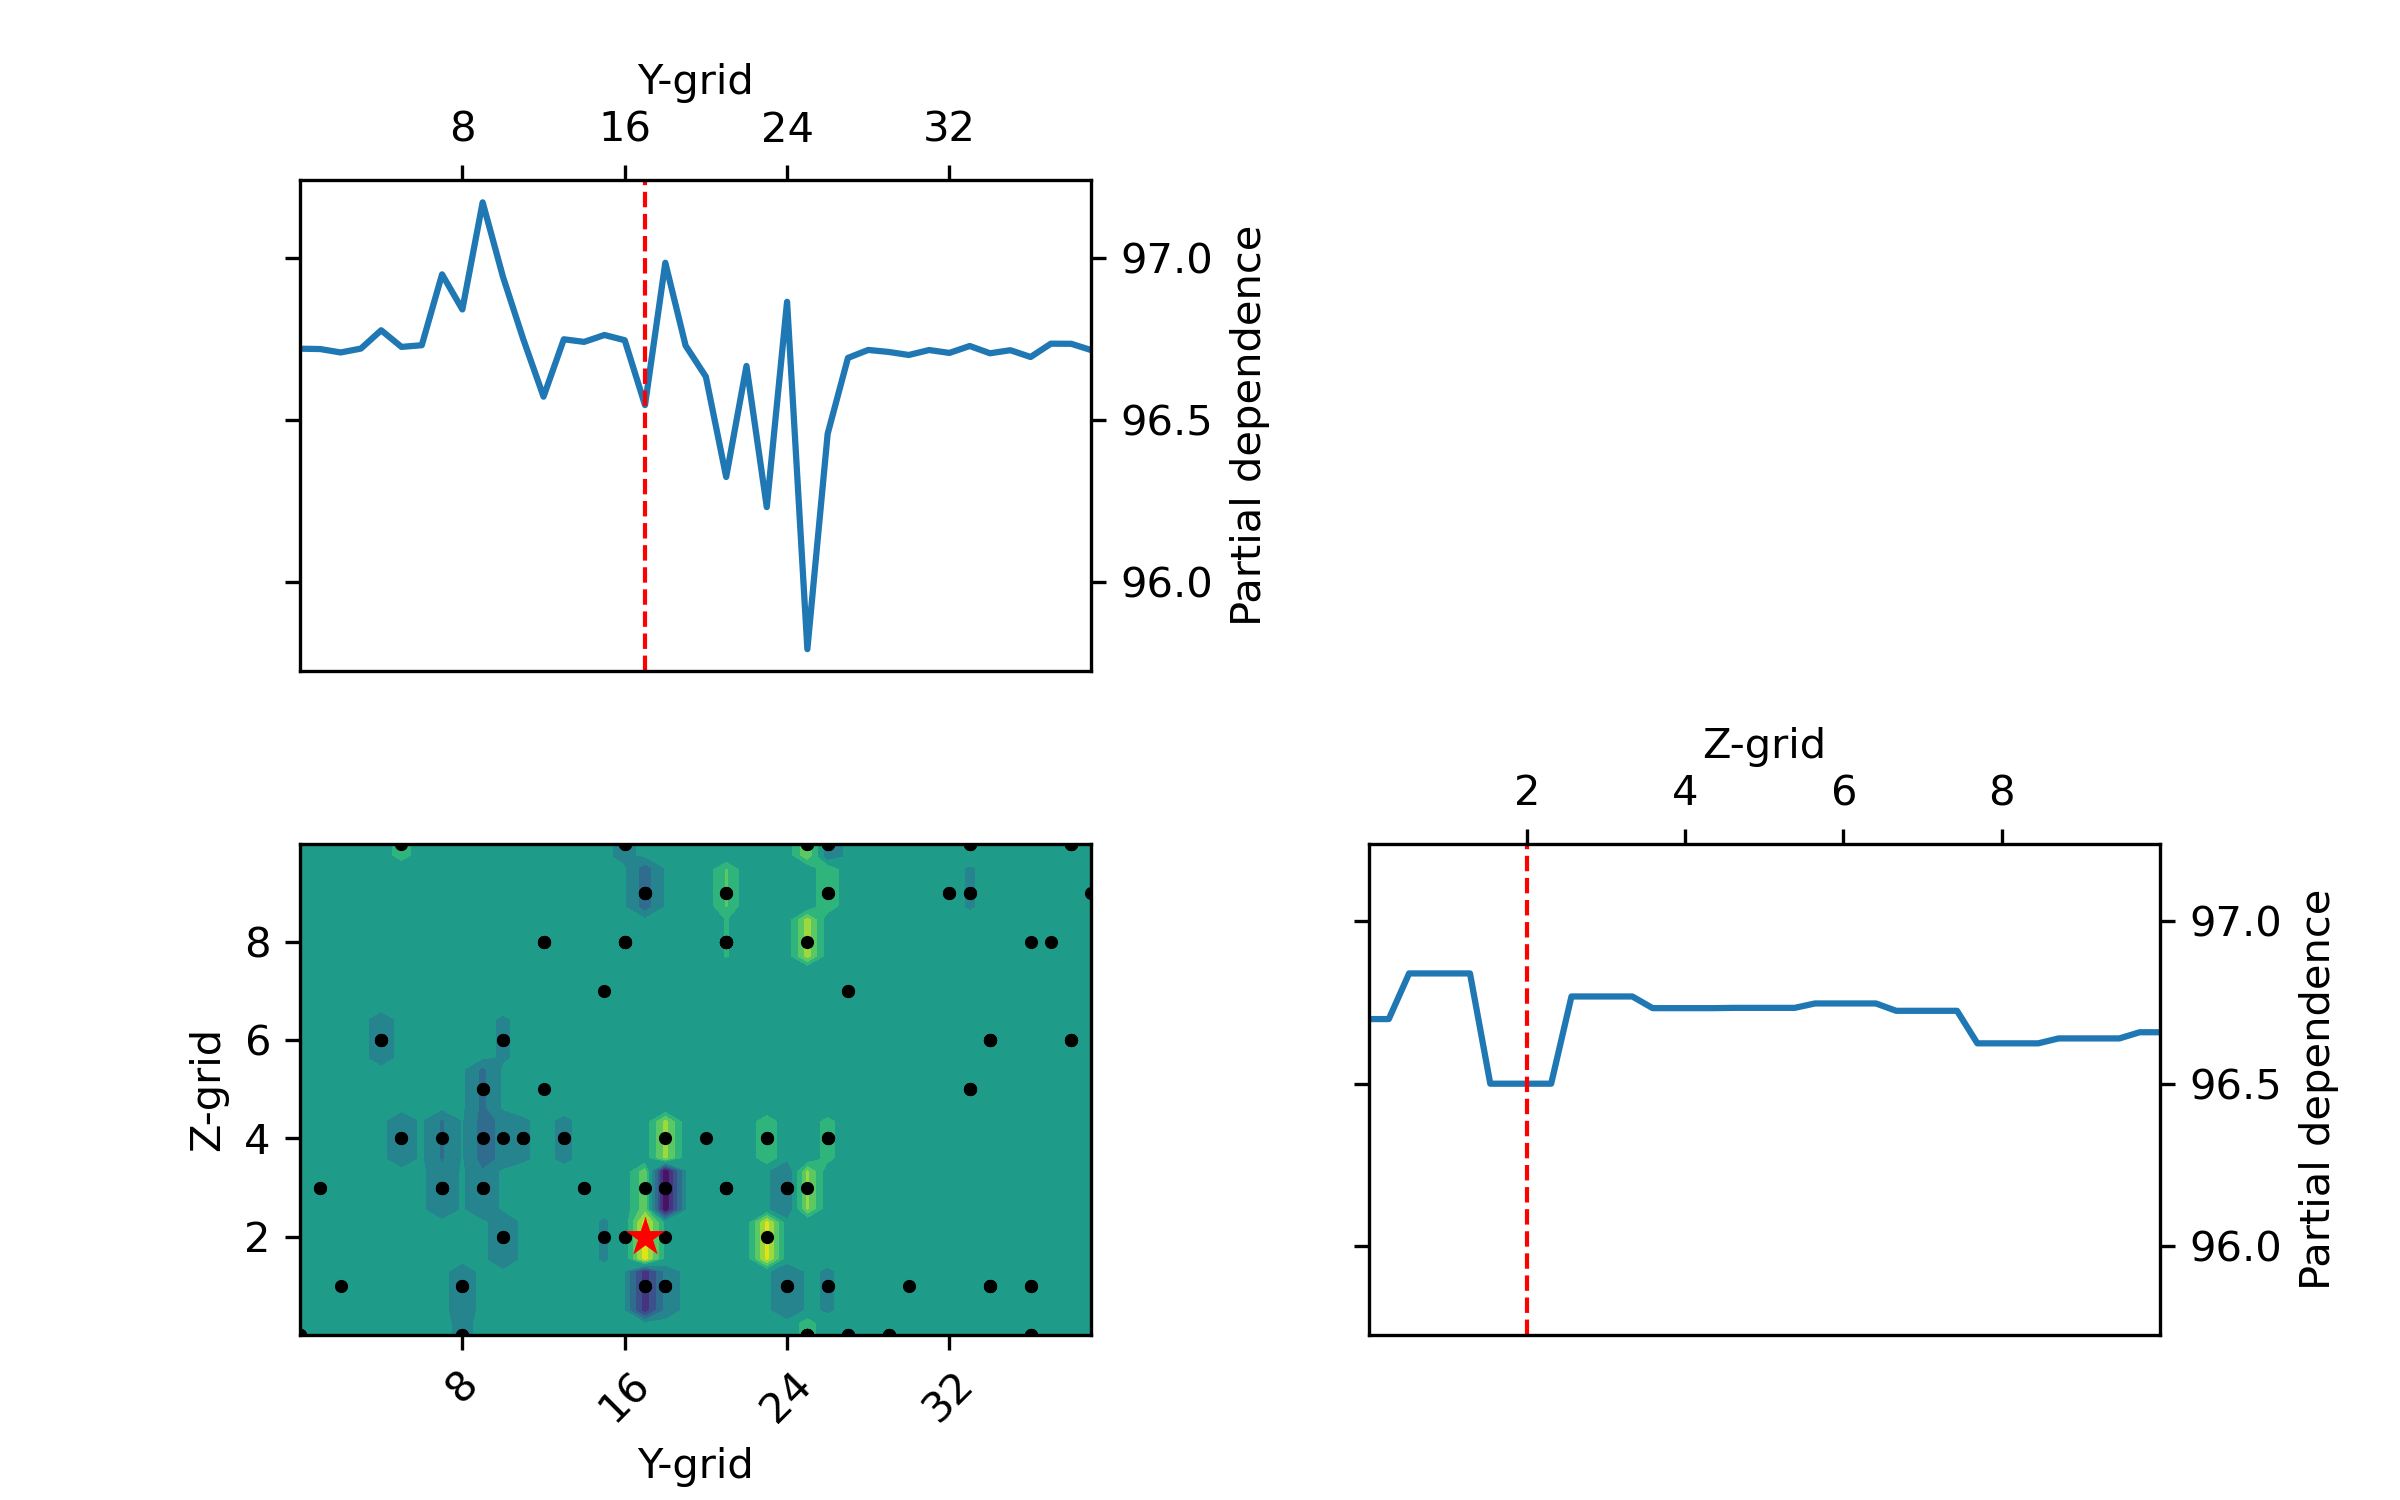 Y-grid
8 16 24 32
97.0
96.5
96.0
Partial dependence
Z-grid
2 4 6 8
97.0
96.5
96.0
Partial dependence
8
6
4
2
Z-grid
8 16 24 32
Y-grid